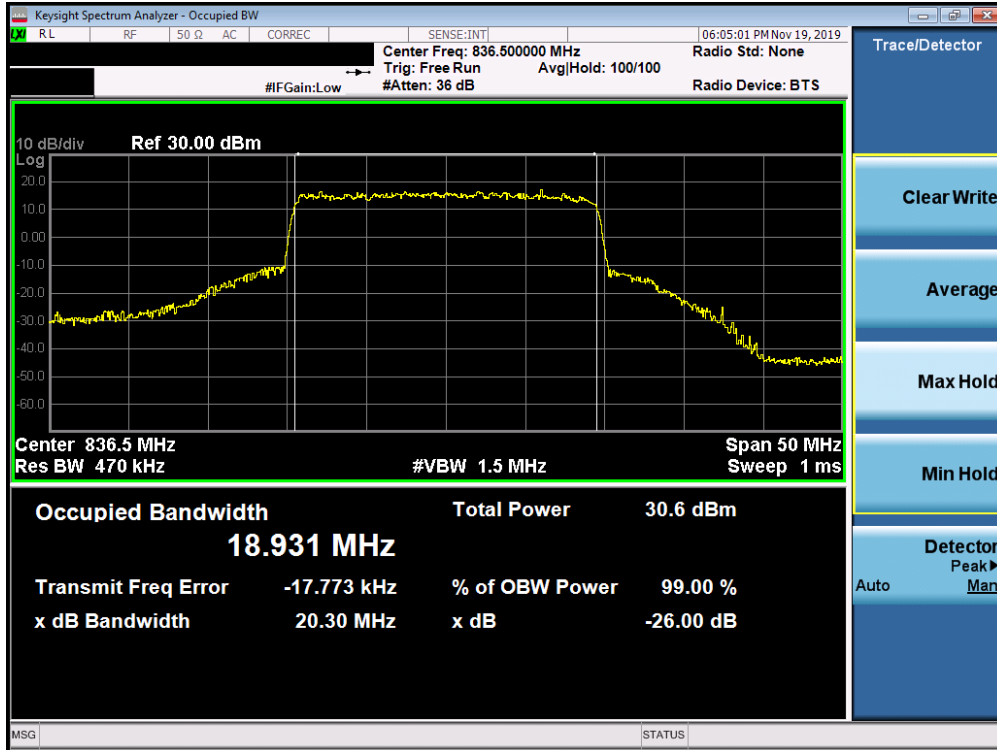 Keysight Spectrum Analyzer - Occupied BW
LXI RL RF 50 Ω AC CORREC SENSE:INT 06:05:01 PM Nov 19, 2019
Center Freq: 836.500000 MHz Radio Std: None
Trig: Free Run Avg|Hold: 100/100
#IFGain:Low #Atten: 36 dB Radio Device: BTS
10 dB/div Ref 30.00 dBm
Log
20.0
10.0
0.00
-10.0
-20.0
-30.0
-40.0
-50.0
-60.0
Center 836.5 MHz Span 50 MHz
Res BW 470 kHz #VBW 1.5 MHz Sweep 1 ms
Occupied Bandwidth Total Power 30.6 dBm
18.931 MHz
Transmit Freq Error -17.773 kHz % of OBW Power 99.00 %
x dB Bandwidth 20.30 MHz x dB -26.00 dB
MSG STATUS
Trace/Detector
Clear Write
Average
Max Hold
Min Hold
Detector
Peak▶
Auto Man